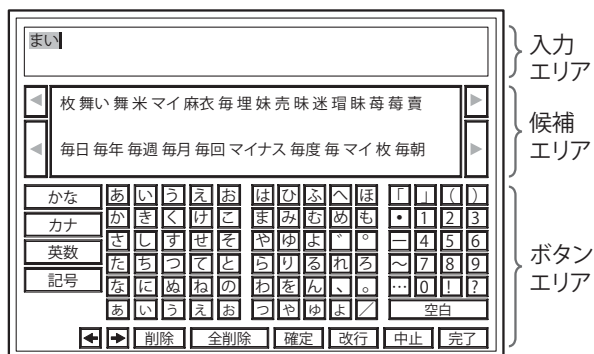 まい
入力
エリア
枚 舞い 舞 米 マイ 麻衣 毎 埋 妹 売 昧 迷 瑁 眛 苺 莓 賣
毎日 毎年 毎週 毎月 毎回 マイナス 毎度 毎 マイ 枚 毎朝
候補
エリア
かな あ い う え お は ひ ふ へ ほ 「 」 ( )
カナ か き く け こ ま み む め も ・ 1 2 3
英数 さ し す せ そ や ゆ よ ゛ ゜ ー 4 5 6
記号 た ち つ て と ら り る れ ろ ～ 7 8 9
な に ぬ ね の わ を ん 、 。 … 0 ! ?
ぁ ぃ ぅ ぇ ぉ っ ゃ ゅ ょ ／ 空白
← → 削除 全削除 確定 改行 中止 完了
ボタン
エリア